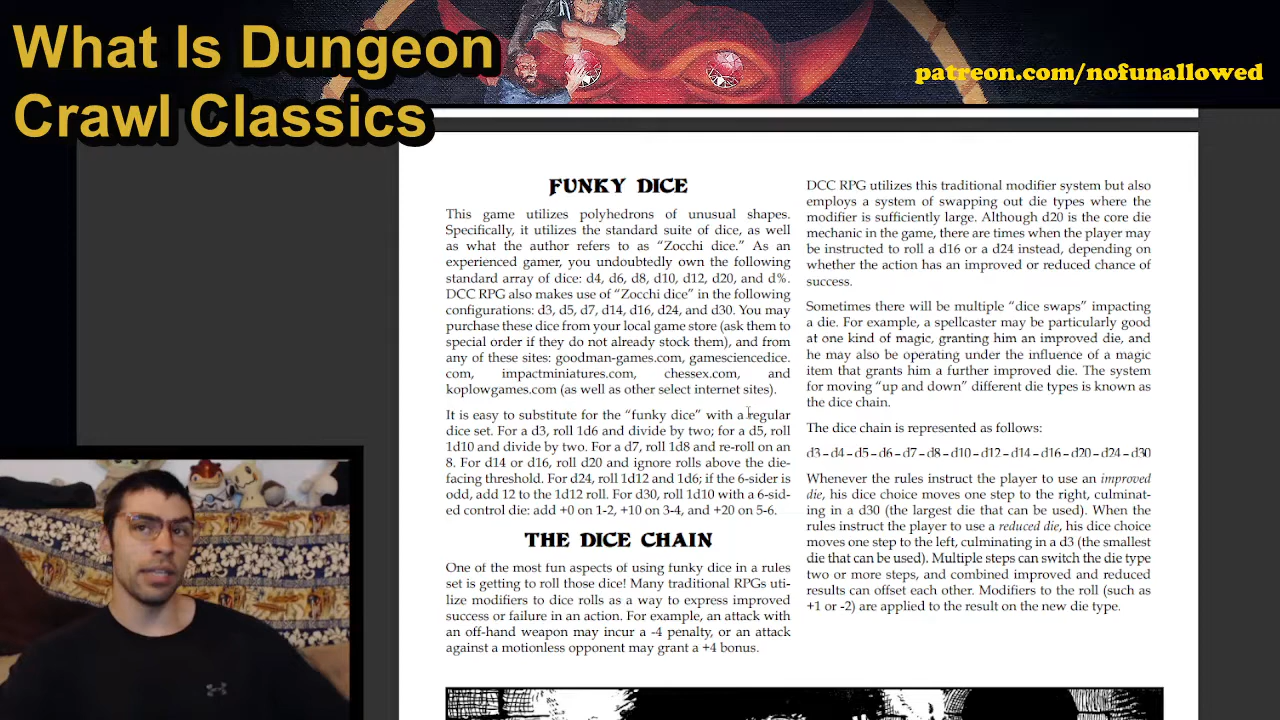 What Is Dungeon
Crawl Classics
patreon.com/nofunallowed
FUNKY DICE
This game utilizes polyhedrons of unusual shapes.
Specifically, it utilizes the standard suite of dice, as well
as what the author refers to as “Zocchi dice.” As an
experienced gamer, you undoubtedly own the following
standard array of dice: d4, d6, d8, d10, d12, d20, and d%.
DCC RPG also makes use of “Zocchi dice” in the following
configurations: d3, d5, d7, d14, d16, d24, and d30. You may
purchase these dice from your local game store (ask them to
special order if they do not already stock them), and from
any of these sites: goodman-games.com, gamesciencedice.
com, impactminiatures.com, chessex.com, and
koplowgames.com (as well as other select internet sites).
It is easy to substitute for the “funky dice” with a regular
dice set. For a d3, roll 1d6 and divide by two; for a d5, roll
1d10 and divide by two. For a d7, roll 1d8 and re-roll on an
8. For d14 or d16, roll d20 and ignore rolls above the die-
facing threshold. For d24, roll 1d12 and 1d6; if the 6-sider is
odd, add 12 to the 1d12 roll. For d30, roll 1d10 with a 6-sid-
ed control die: add +0 on 1-2, +10 on 3-4, and +20 on 5-6.
THE DICE CHAIN
One of the most fun aspects of using funky dice in a rules
set is getting to roll those dice! Many traditional RPGs uti-
lize modifiers to dice rolls as a way to express improved
success or failure in an action. For example, an attack with
an off-hand weapon may incur a -4 penalty, or an attack
against a motionless opponent may grant a +4 bonus.
DCC RPG utilizes this traditional modifier system but also
employs a system of swapping out die types where the
modifier is sufficiently large. Although d20 is the core die
mechanic in the game, there are times when the player may
be instructed to roll a d16 or a d24 instead, depending on
whether the action has an improved or reduced chance of
success.
Sometimes there will be multiple “dice swaps” impacting
a die. For example, a spellcaster may be particularly good
at one kind of magic, granting him an improved die, and
he may also be operating under the influence of a magic
item that grants him a further improved die. The system
for moving “up and down” different die types is known as
the dice chain.
The dice chain is represented as follows:
d3 – d4 – d5 – d6 – d7 – d8 – d10 – d12 – d14 – d16 – d20 – d24 – d30
Whenever the rules instruct the player to use an improved
die, his dice choice moves one step to the right, culminat-
ing in a d30 (the largest die that can be used). When the
rules instruct the player to use a reduced die, his dice choice
moves one step to the left, culminating in a d3 (the smallest
die that can be used). Multiple steps can switch the die type
two or more steps, and combined improved and reduced
results can offset each other. Modifiers to the roll (such as
+1 or -2) are applied to the result on the new die type.